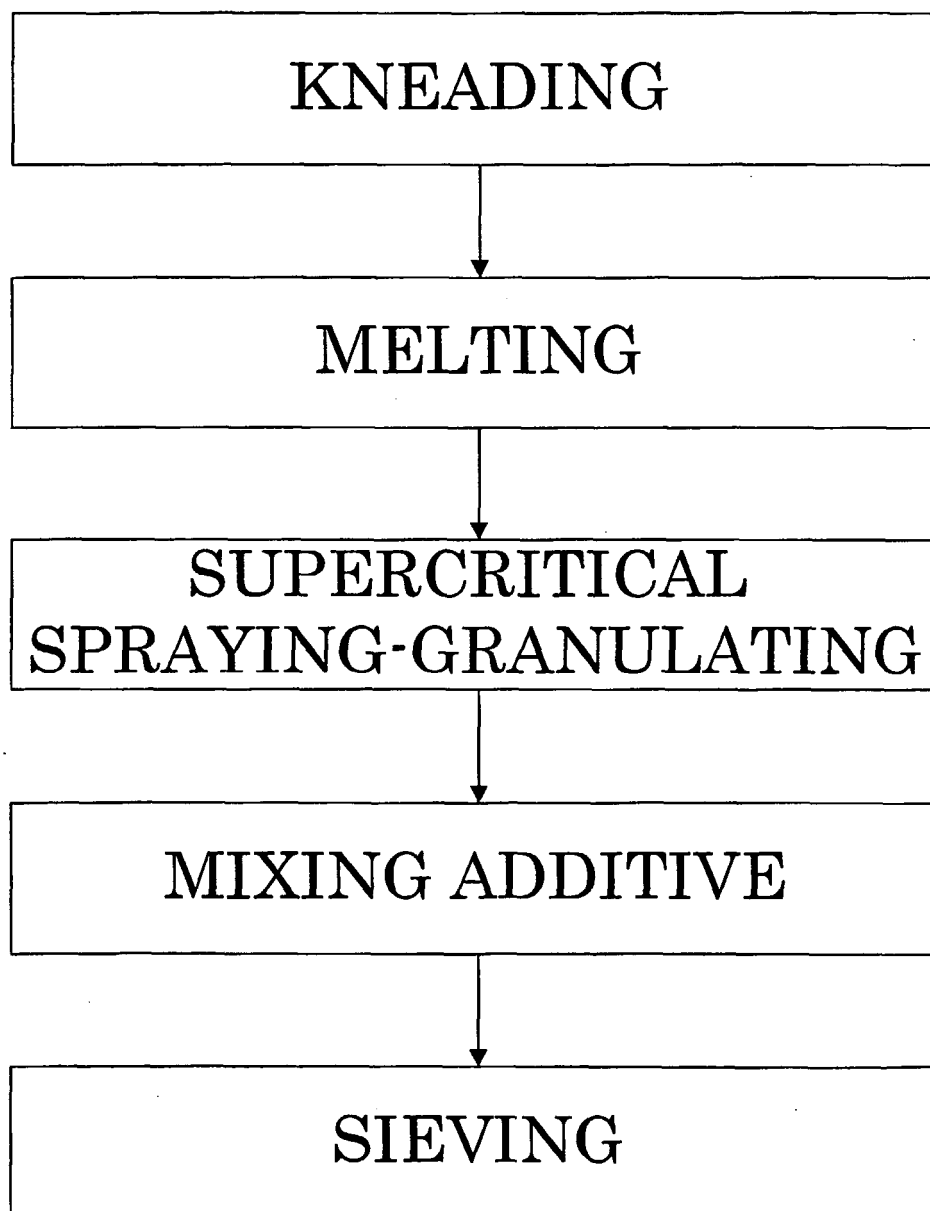 KNEADING
MELTING
SUPERCRITICAL
SPRAYING-GRANULATING
MIXING ADDITIVE
SIEVING